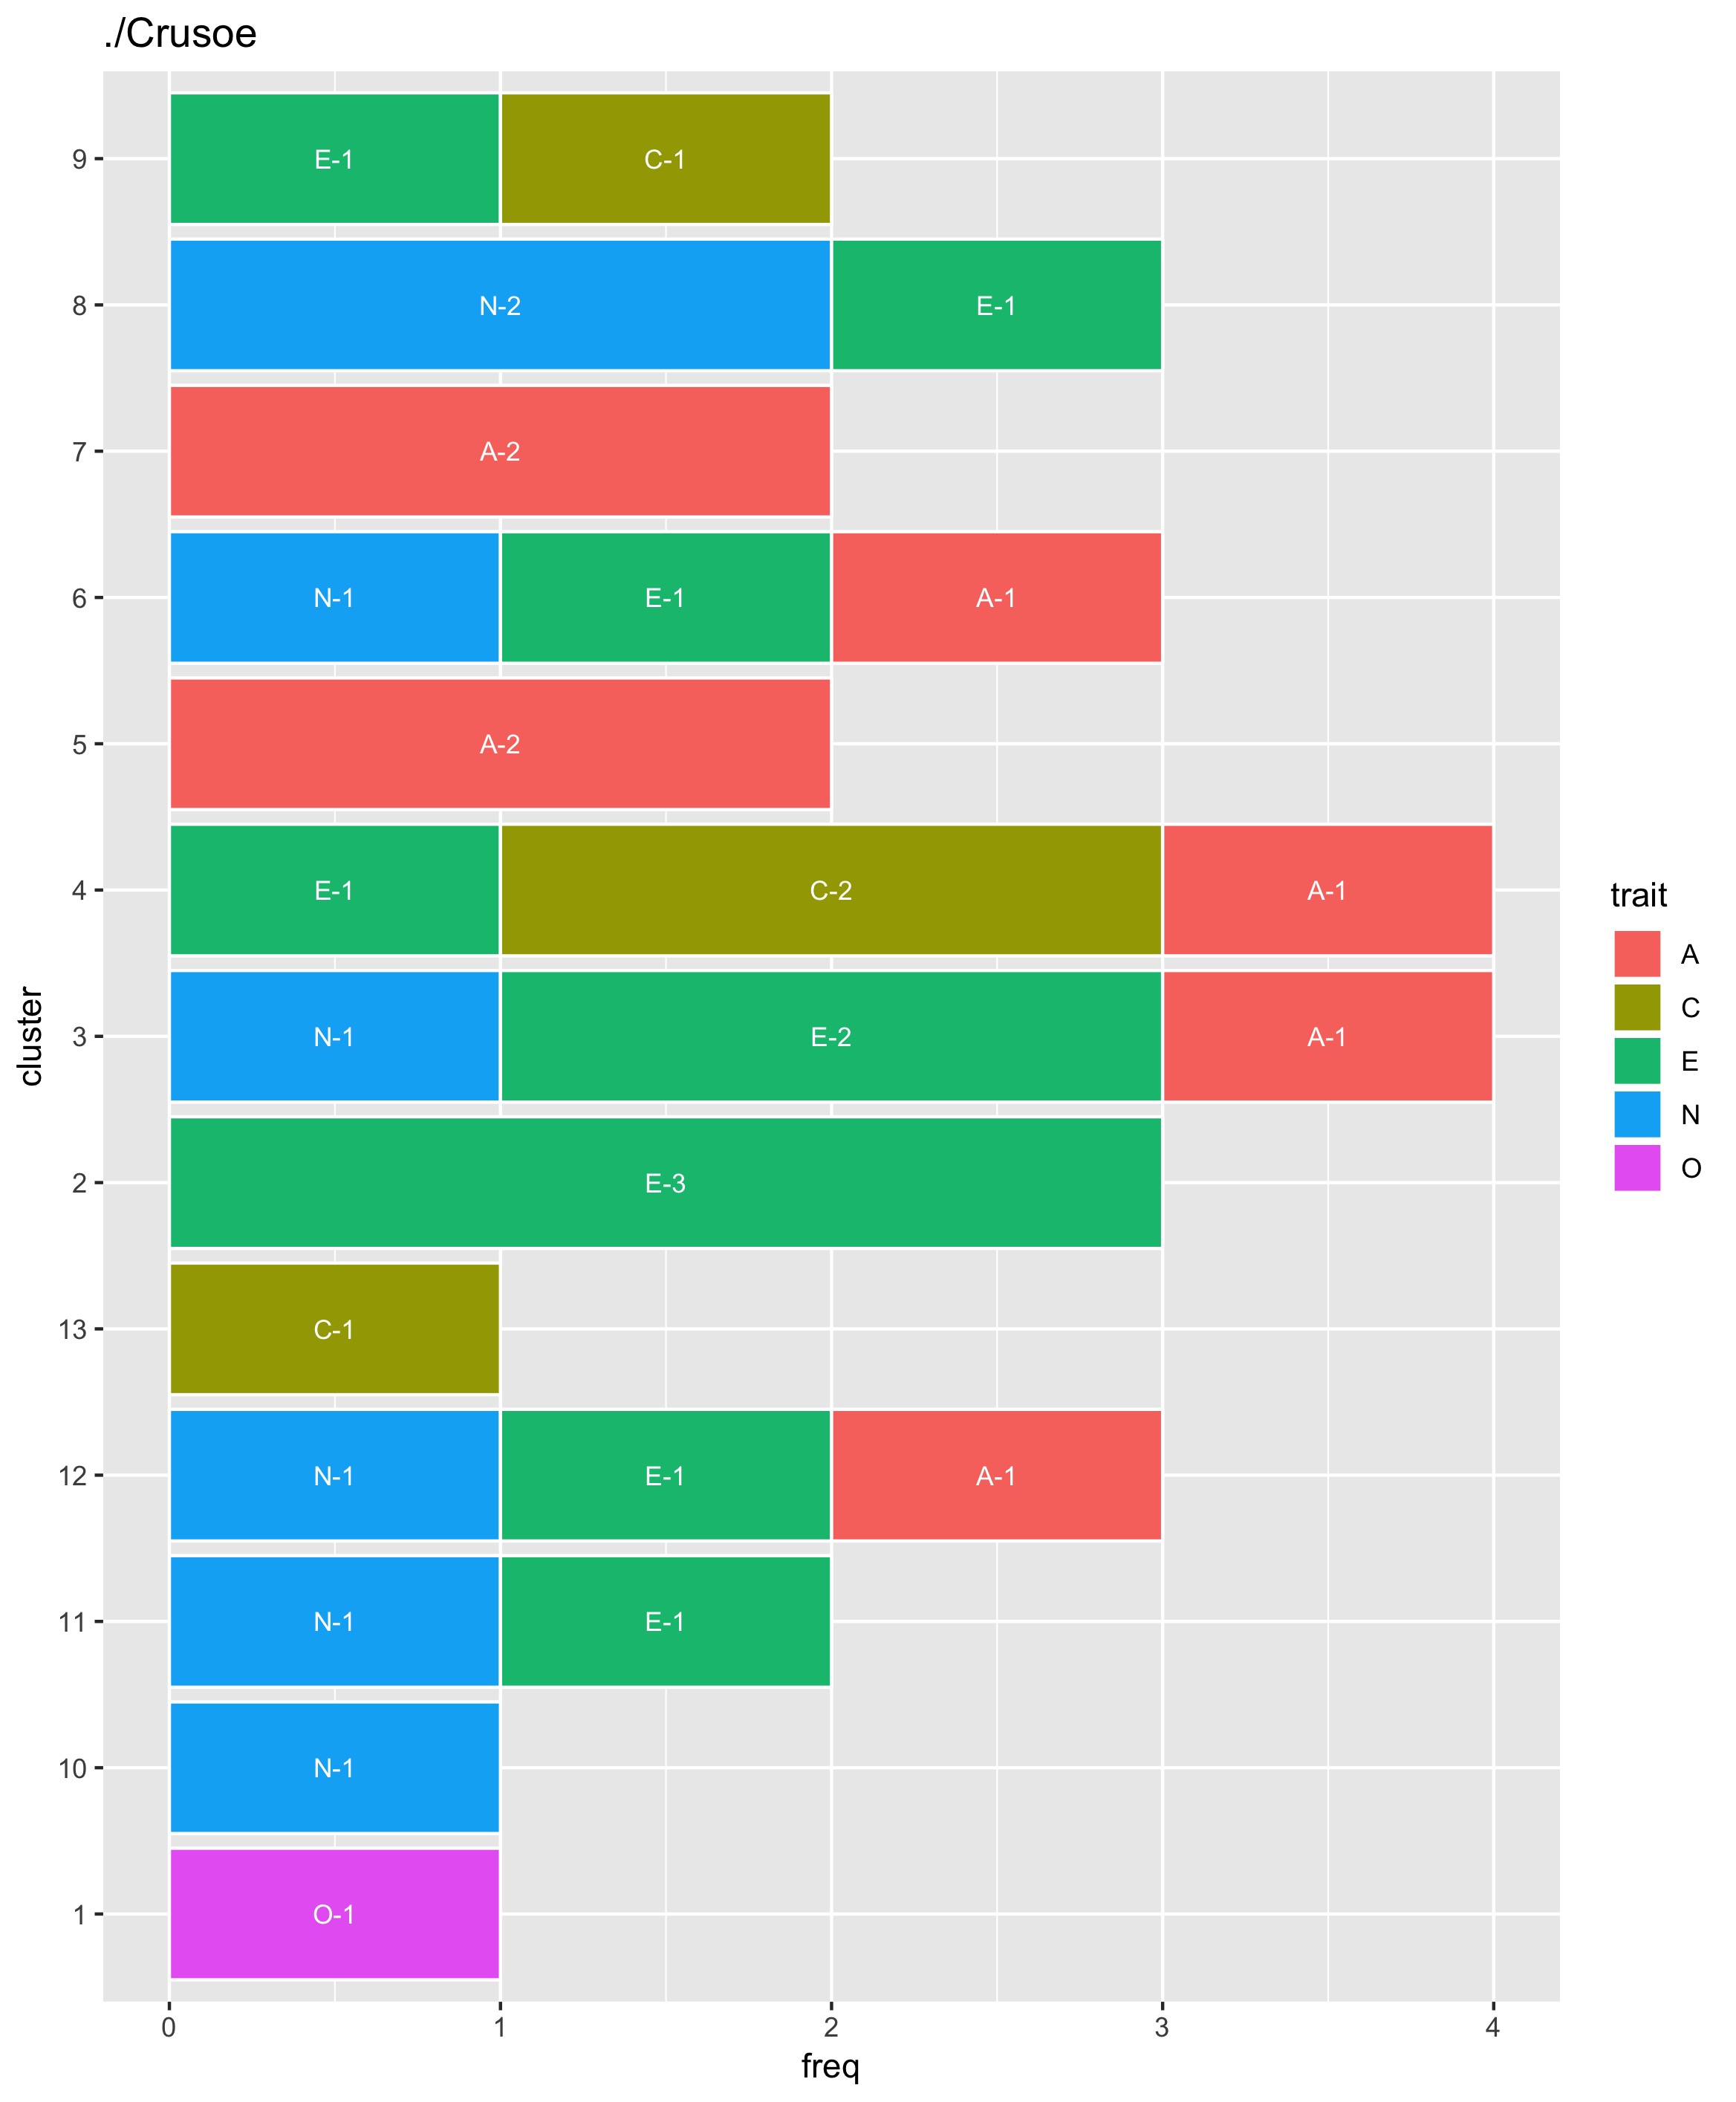 ./Crusoe
9 E-1 C-1
8 N-2 E-1
7 A-2
6 N-1 E-1 A-1
5 A-2
4 E-1 C-2 A-1
3 N-1 E-2 A-1
2 E-3
13 C-1
12 N-1 E-1 A-1
11 N-1 E-1
10 N-1
1 O-1
0 1 2 3 4
freq
cluster
trait
A
C
E
N
O